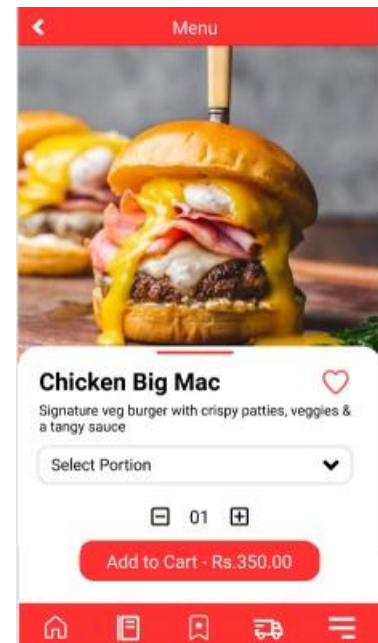 Menu
Chicken Big Mac
Signature veg burger with crispy patties, veggies &
a tangy sauce
Select Portion
01
Add to Cart - Rs.350.00